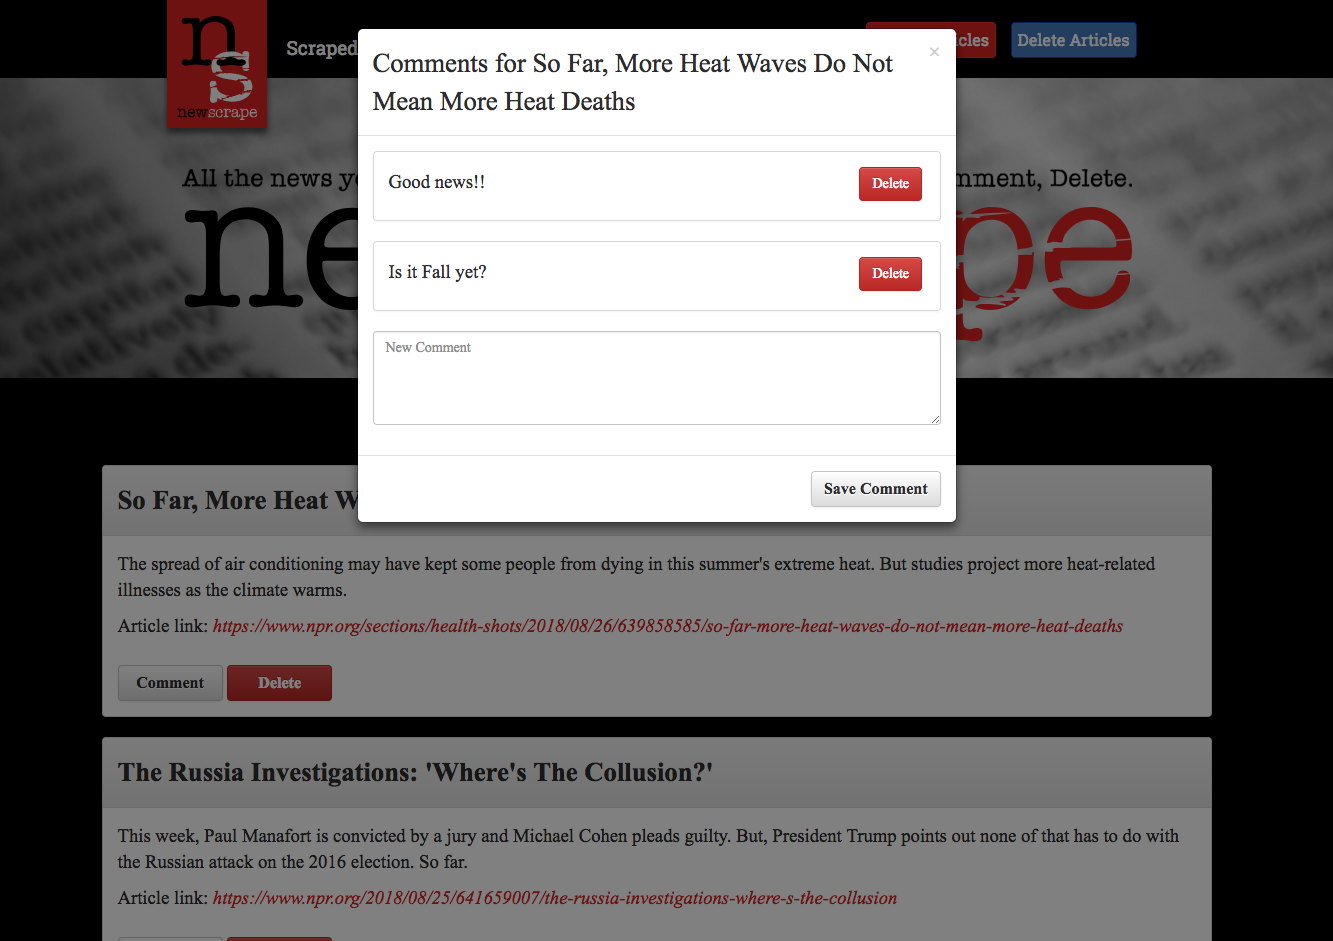 ns
newscrape
Scraped
cles
Delete Articles
Comments for So Far, More Heat Waves Do Not
Mean More Heat Deaths
×
Good news!!
Delete
All the news
mment, Delete.
ne
pe
Is it Fall yet?
Delete
New Comment
Save Comment
So Far, More Heat W
The spread of air conditioning may have kept some people from dying in this summer's extreme heat. But studies project more heat-related
illnesses as the climate warms.
Article link: https://www.npr.org/sections/health-shots/2018/08/26/639858585/so-far-more-heat-waves-do-not-mean-more-heat-deaths
Comment
Delete
The Russia Investigations: 'Where's The Collusion?'
This week, Paul Manafort is convicted by a jury and Michael Cohen pleads guilty. But, President Trump points out none of that has to do with
the Russian attack on the 2016 election. So far.
Article link: https://www.npr.org/2018/08/25/641659007/the-russia-investigations-where-s-the-collusion